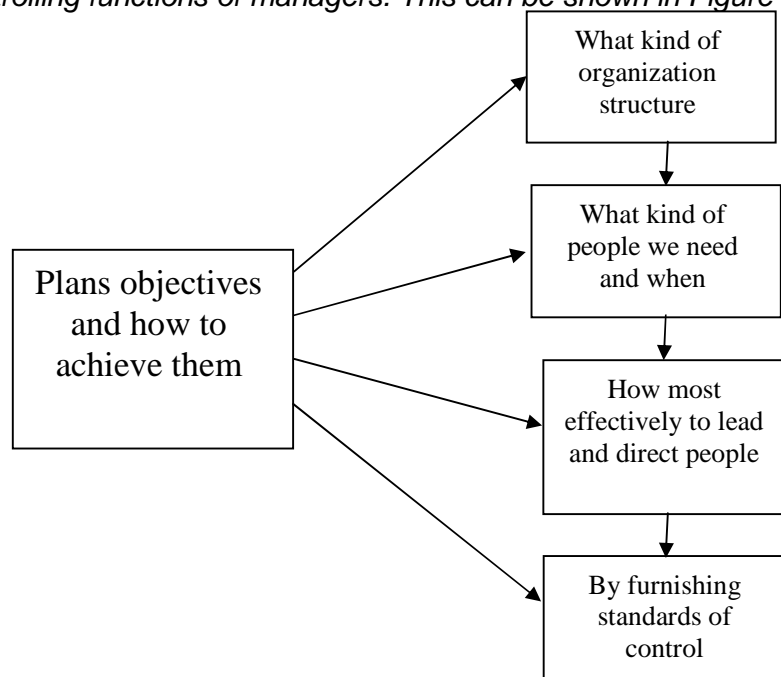 rolling functions of managers. This can be shown in Figure
What kind of
organization
structure
What kind of
people we need
and when
Plans objectives
and how to
achieve them
How most
effectively to lead
and direct people
By furnishing
standards of
control